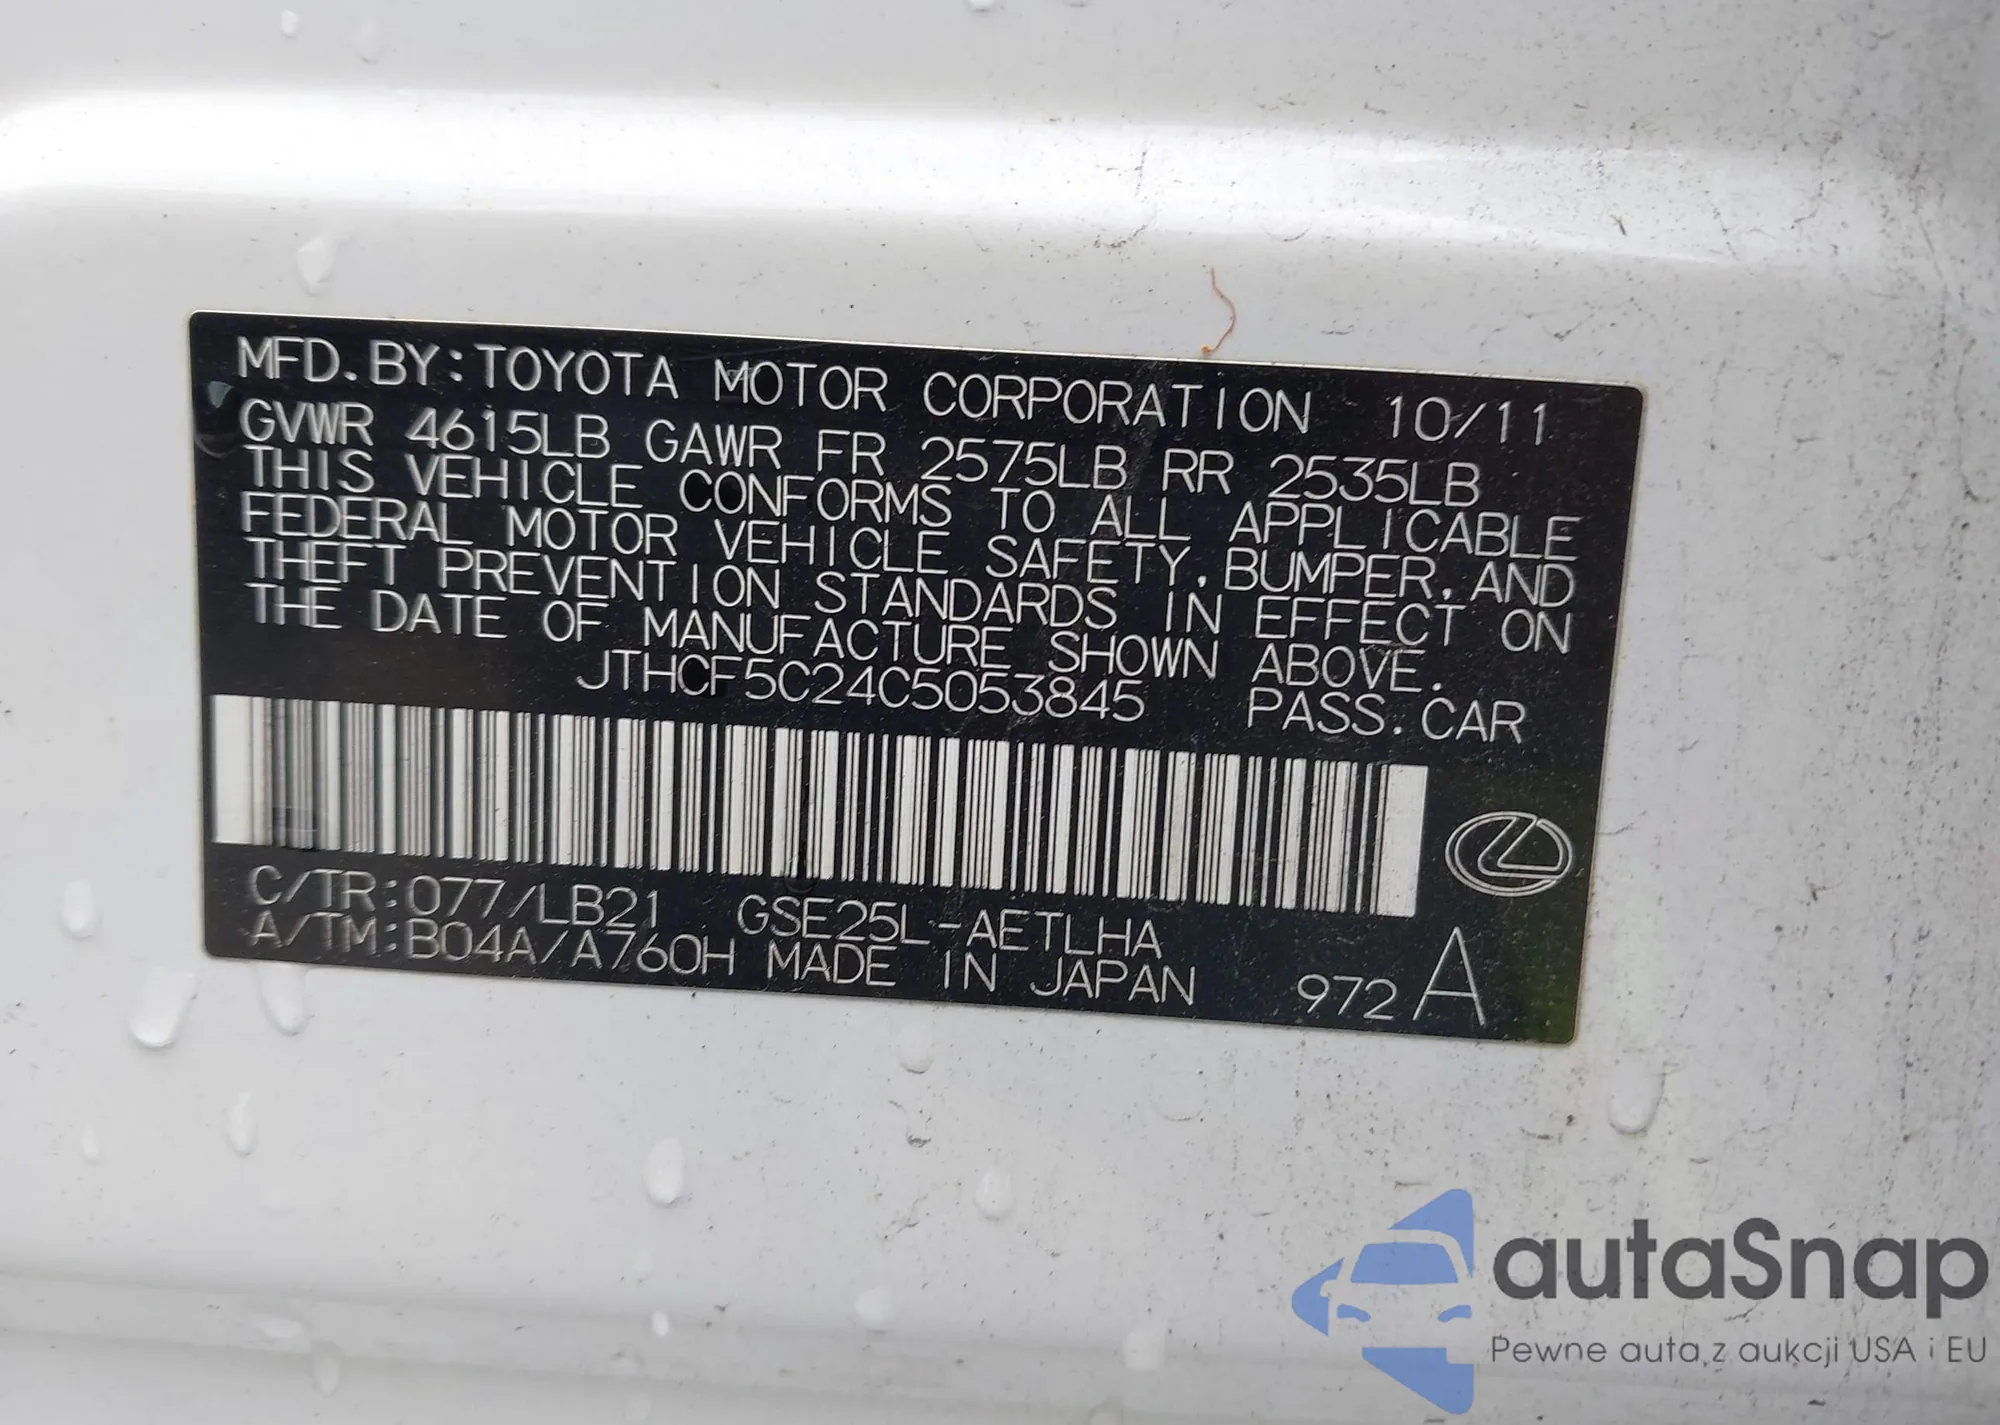 MFD.BY:TOYOTA MOTOR CORPORATION 10/11
GVWR 4615LB GAWR FR 2575LB RR 2535LB
THIS VEHICLE CONFORMS TO ALL APPLICABLE
FEDERAL MOTOR VEHICLE SAFETY,BUMPER,AND
THEFT PREVENTION STANDARDS IN EFFECT ON
THE DATE OF MANUFACTURE SHOWN ABOVE.
JTHCF5C24C5053845 PASS.CAR
C/TR:077/LB21 GSE25L-AETLHA
A/TM:B04A/A760H MADE IN JAPAN 972A
autaSnap
Pewne auta z aukcji USA i EU